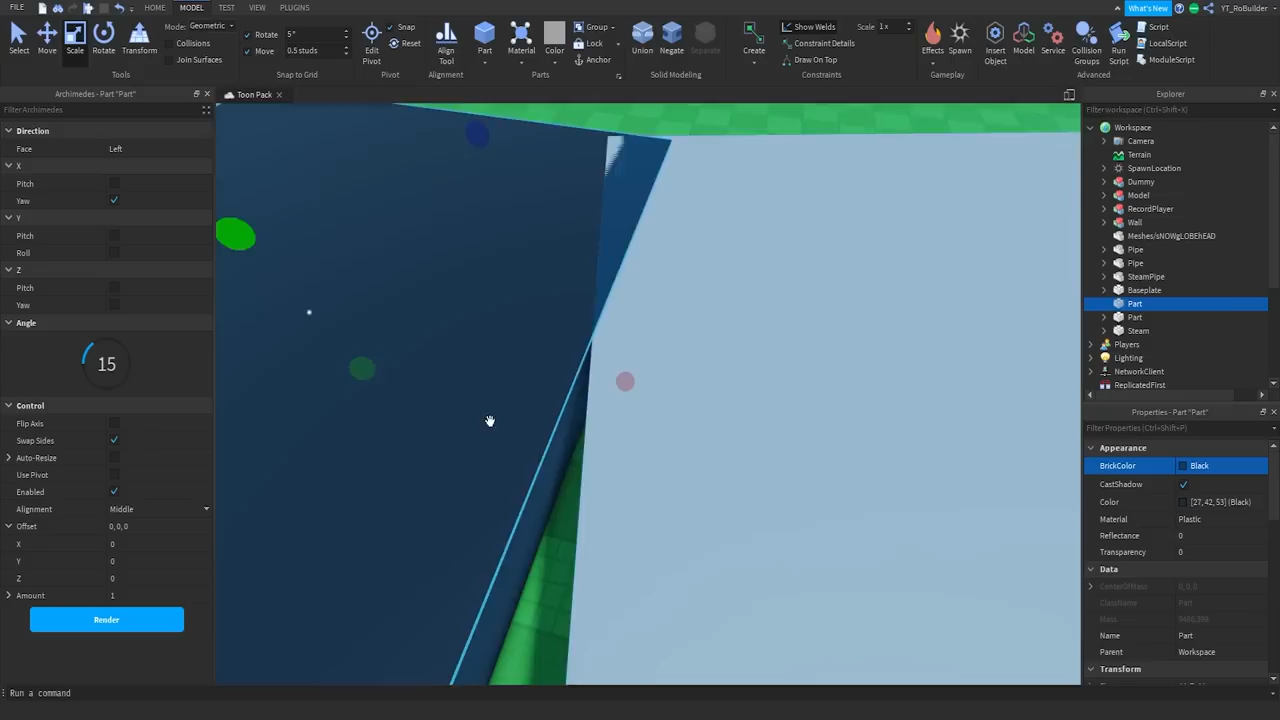 FILE HOME MODEL TEST VIEW PLUGINS What's New YT_RoBuilder
Select Move Scale Rotate Transform
Mode: Geometric
Collisions
Join Surfaces
Tools
Rotate 5°
Move 0.5 studs
Snap to Grid
Edit Pivot
Snap
Reset
Pivot
Align Tool
Alignment
Part Material Color
Group
Lock
Anchor
Parts
Union Negate Separate
Solid Modeling
Create
Show Welds
Scale 1x
Constraint Details
Draw On Top
Constraints
Effects Spawn
Gameplay
Insert Object
Model
Service
Collision Groups
Run Script
Script
LocalScript
ModuleScript
Advanced
Archimedes - Part "Part"
Filter Archimedes
Direction
Face Left
X
Pitch
Yaw
Y
Pitch
Roll
Z
Pitch
Yaw
Angle
15
Control
Flip Axis
Swap Sides
Auto-Resize
Use Pivot
Enabled
Alignment Middle
Offset 0, 0, 0
X 0
Y 0
Z 0
Amount 1
Render
Toon Pack
Explorer
Filter workspace (Ctrl+Shift+X)
Workspace
Camera
Terrain
SpawnLocation
Dummy
Model
RecordPlayer
Wall
Meshes/sNOWgLOBEhEAD
Pipe
Pipe
SteamPipe
Baseplate
Part
Part
Steam
Players
Lighting
NetworkClient
ReplicatedFirst
Properties - Part "Part"
Filter Properties (Ctrl+Shift+P)
Appearance
BrickColor Black
CastShadow
Color [27, 42, 53] (Black)
Material Plastic
Reflectance 0
Transparency 0
Data
CenterOfMass 0, 0, 0
ClassName Part
Mass
Name Part
Parent Workspace
Transform
Run a command